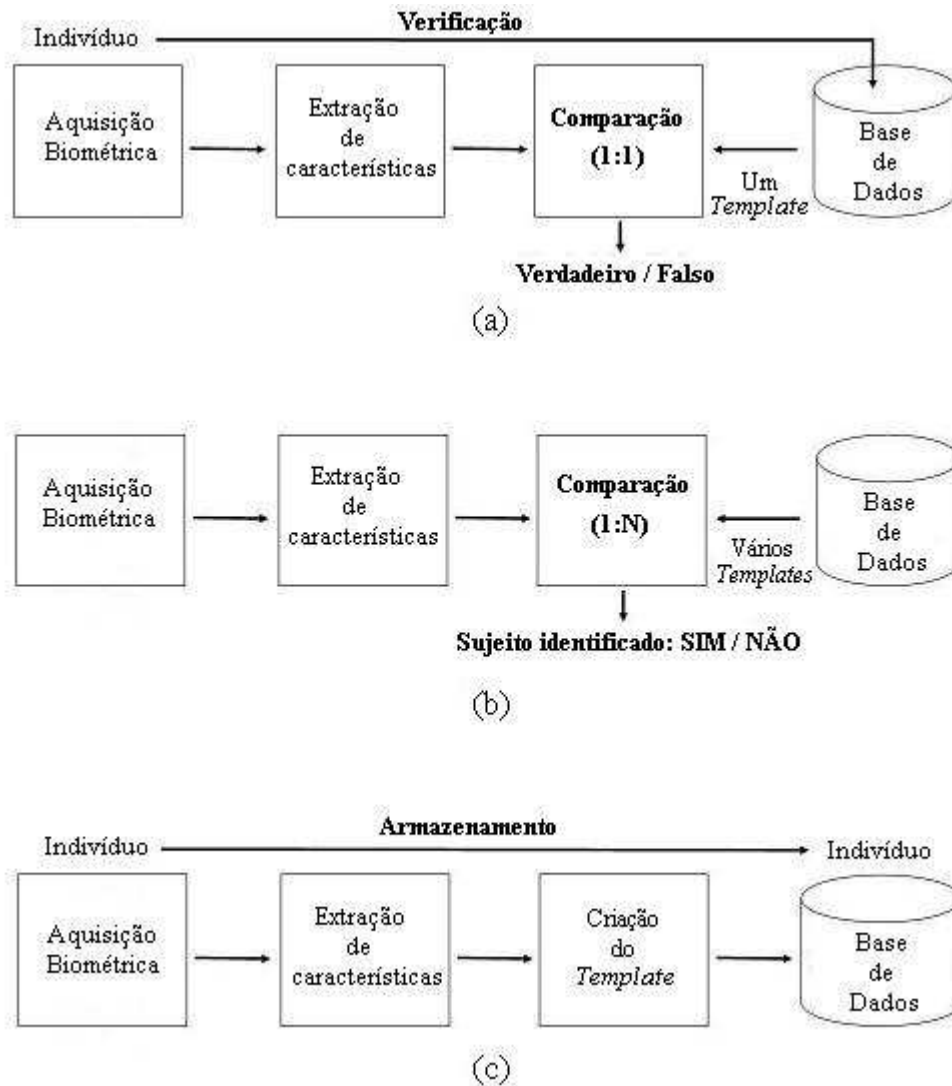 Verificação
Indivíduo
Aquisição
Biométrica
Extração
de
características
Comparação
(1:1)
Um
Template
Base
de
Dados
Verdadeiro / Falso
(a)
Aquisição
Biométrica
Extração
de
características
Comparação
(1:N)
Vários
Templates
Base
de
Dados
Sujeito identificado: SIM / NÃO
(b)
Armazenamento
Indivíduo
Indivíduo
Aquisição
Biométrica
Extração
de
características
Criação
do
Template
Base
de
Dados
(c)